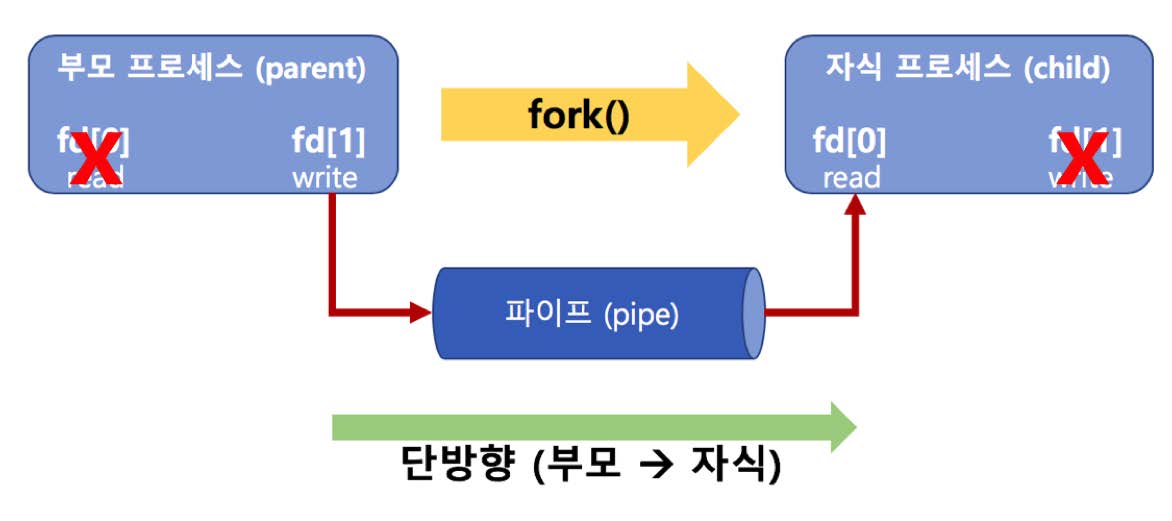 부모 프로세스 (parent)
fd[0]
read
fd[1]
write
fork()
자식 프로세스 (child)
fd[0]
read
fd[1]
write
파이프 (pipe)
단방향 (부모 → 자식)